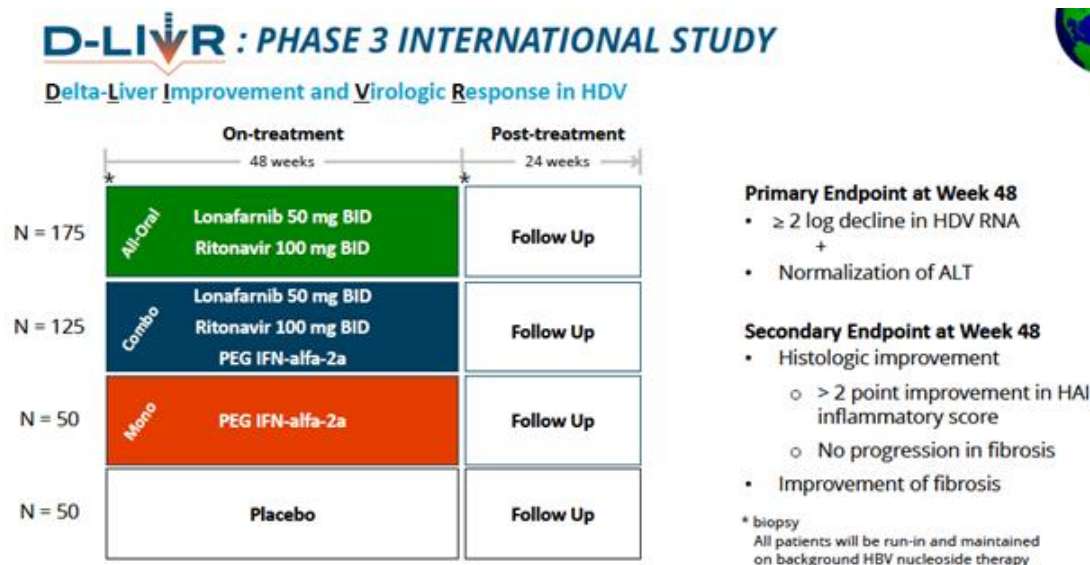 D-LIVR : PHASE 3 INTERNATIONAL STUDY
Delta-Liver Improvement and Virologic Response in HDV
On-treatment
Post-treatment
48 weeks
24 weeks
*
*
N = 175
All-Oral
Lonafarnib 50 mg BID
Ritonavir 100 mg BID
Follow Up
N = 125
Combo
Lonafarnib 50 mg BID
Ritonavir 100 mg BID
PEG IFN-alfa-2a
Follow Up
N = 50
Mono
PEG IFN-alfa-2a
Follow Up
N = 50
Placebo
Follow Up
Primary Endpoint at Week 48
• ≥ 2 log decline in HDV RNA
+
• Normalization of ALT
Secondary Endpoint at Week 48
• Histologic improvement
o > 2 point improvement in HAI
inflammatory score
o No progression in fibrosis
• Improvement of fibrosis
* biopsy
All patients will be run-in and maintained
on background HBV nucleoside therapy